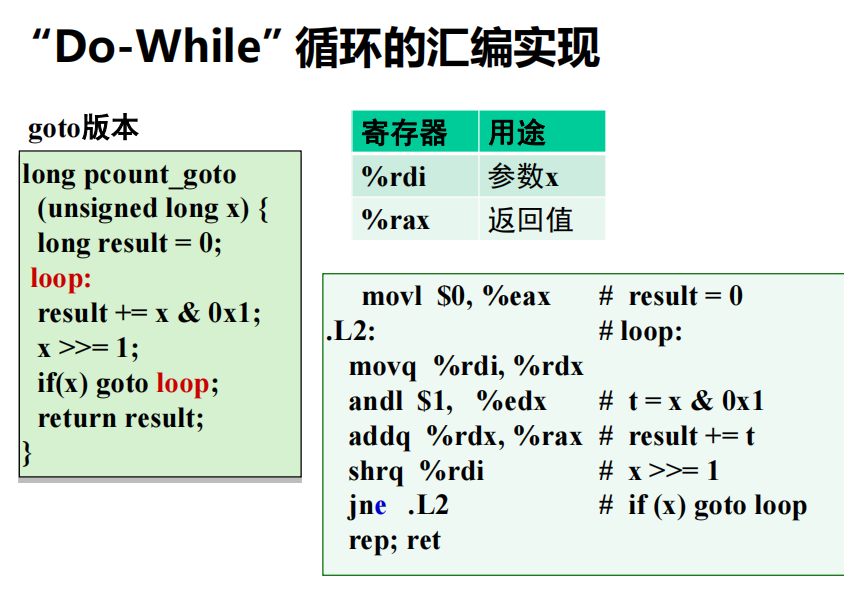 “Do-While” 循环的汇编实现
goto版本
long pcount_goto
(unsigned long x) {
long result = 0;
loop:
result += x & 0x1;
x >>= 1;
if(x) goto loop;
return result;
}
寄存器 用途
%rdi 参数x
%rax 返回值
movl $0, %eax # result = 0
.L2: # loop:
movq %rdi, %rdx
andl $1, %edx # t = x & 0x1
addq %rdx, %rax # result += t
shrq %rdi # x >>= 1
jne .L2 # if (x) goto loop
rep; ret